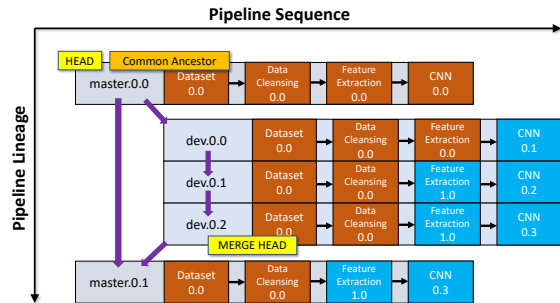 Pipeline Sequence
Pipeline Lineage
HEAD
Common Ancestor
master.0.0
Dataset
0.0
Data
Cleansing
0.0
Feature
Extraction
0.0
CNN
0.0
dev.0.0
Dataset
0.0
Data
Cleansing
0.0
Feature
Extraction
0.0
CNN
0.1
dev.0.1
Dataset
0.0
Data
Cleansing
0.0
Feature
Extraction
1.0
CNN
0.2
dev.0.2
Dataset
0.0
Data
Cleansing
0.0
Feature
Extraction
1.0
CNN
0.3
MERGE HEAD
master.0.1
Dataset
0.0
Data
Cleansing
0.0
Feature
Extraction
1.0
CNN
0.3